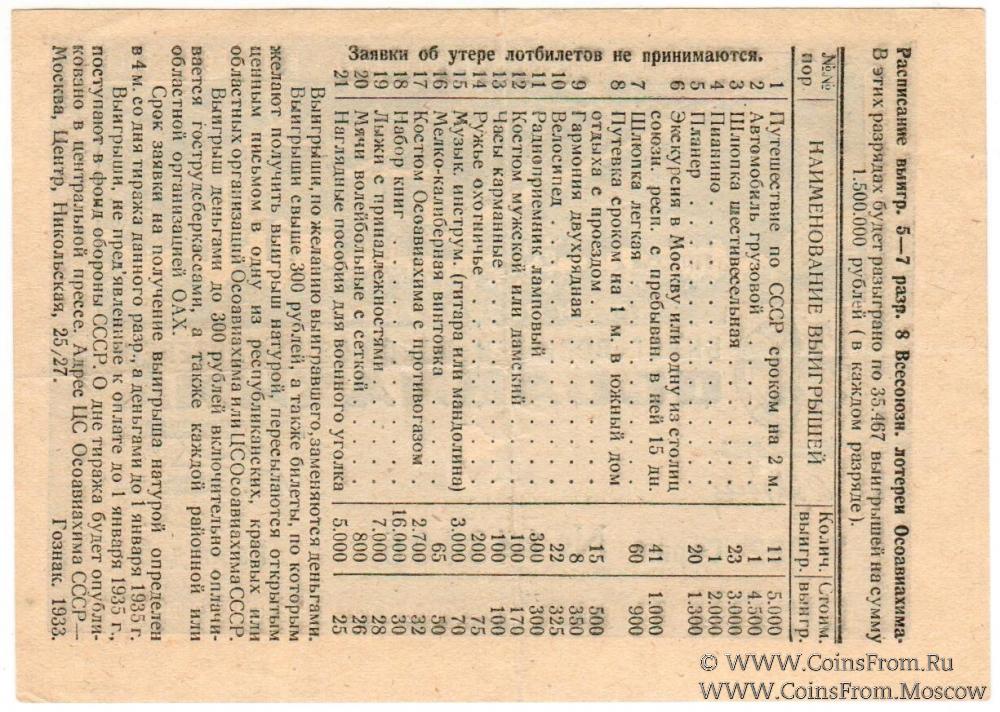 Расписание выигр. 5—7 разр. 8 Всесоюзн. лотереи Осоавиахима.
В этих разрядах будет разыграно по 35.467 выигрышей на сумму
1.500.000 рублей (в каждом разряде).
№№ пор. НАИМЕНОВАНИЕ ВЫИГРЫШЕЙ Колич. выигр. Стоим. выигр.
1 Путешествие по СССР сроком на 2 м. 11 5.000
2 Автомобиль грузовой 1 4.500
3 Шлюпка шестивесельная 23 3.000
4 Пианино 1 2.000
5 Планер 20 1.300
6 Экскурсия в Москву или одну из столиц
союзн. респ. с пребыван. в ней 15 дн. 41 1.000
7 Шлюпка легкая 60 900
8 Путевка сроком на 1 м. в южный дом
отдыха с проездом 15 500
9 Гармония двухрядная 8 350
10 Велосипед 22 325
11 Радиоприемник ламповый 300 300
12 Костюм мужской или дамский 100 170
13 Часы карманные 100 100
14 Ружье охотничье 200 75
15 Музык. инструм. (гитара или мандолина) 3.000 70
16 Мелко-калиберная винтовка 65 50
17 Костюм Осоавиахима с противогазом 2.700 32
18 Набор книг 16.000 30
19 Лыжи с принадлежностями 7.000 28
20 Мячи волейбольные с сеткой 800 26
21 Наглядные пособия для военного уголка 5.000 25
Заявки об утере лотбилетов не принимаются.
Выигрыши, по желанию выигравшего, заменяются деньгами.
Выигрыши свыше 300 рублей, а также билеты, по которым
желают получить выигрыш натурой, пересылаются открытым
ценным письмом в одну из республиканских, краевых или
областных организаций Осоавиахима или ЦС Осоавиахима СССР.
Выигрыш деньгами до 300 рублей включительно оплачи-
вается гострудсберкассами, а также каждой районной или
областной организацией ОАХ.
Срок заявки на получение выигрыша натурой определен
в 4 м. со дня тиража данного разр., а деньгами до 1 января 1935 г.
Выигрыши, не пред'явленные к оплате до 1 января 1935 г.,
поступают в фонд обороны СССР. О дне тиража будет опубли-
ковано в центральной прессе. Адрес ЦС Осоавиахима СССР—
Москва, Центр, Никольская, 25/27. Гознак. 1933.
© WWW.CoinsFrom.Ru
WWW.CoinsFrom.Moscow